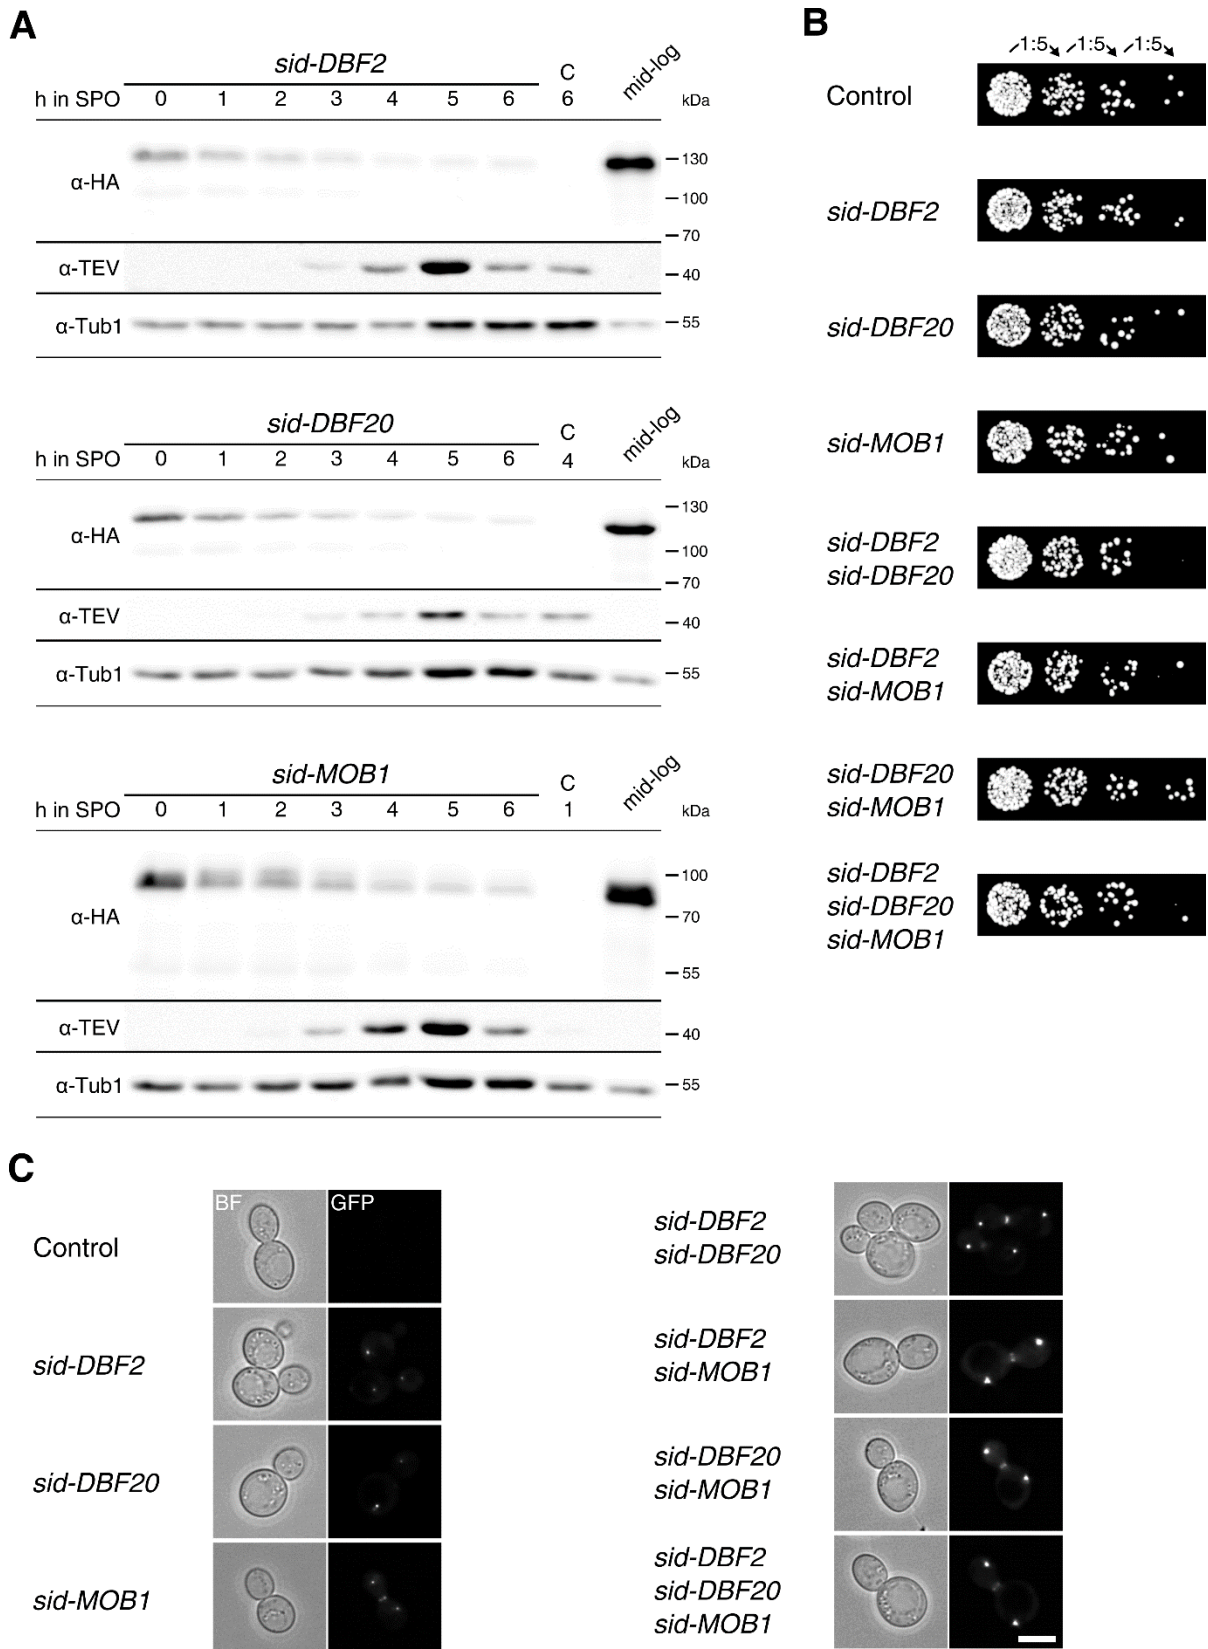 A
sid-DBF2
C
mid-log
h in SPO 0 1 2 3 4 5 6 6 kDa
α-HA
130
100
70
α-TEV
40
α-Tub1
55
sid-DBF20
C
mid-log
h in SPO 0 1 2 3 4 5 6 4 kDa
α-HA
130
100
70
α-TEV
40
α-Tub1
55
sid-MOB1
C
mid-log
h in SPO 0 1 2 3 4 5 6 1 kDa
α-HA
100
70
55
α-TEV
40
α-Tub1
55
B
1:5 1:5 1:5
Control
sid-DBF2
sid-DBF20
sid-MOB1
sid-DBF2
sid-DBF20
sid-DBF2
sid-MOB1
sid-DBF20
sid-MOB1
sid-DBF2
sid-DBF20
sid-MOB1
C
BF GFP
Control
sid-DBF2
sid-DBF20
sid-MOB1
sid-DBF2
sid-DBF20
sid-DBF2
sid-MOB1
sid-DBF20
sid-MOB1
sid-DBF2
sid-DBF20
sid-MOB1